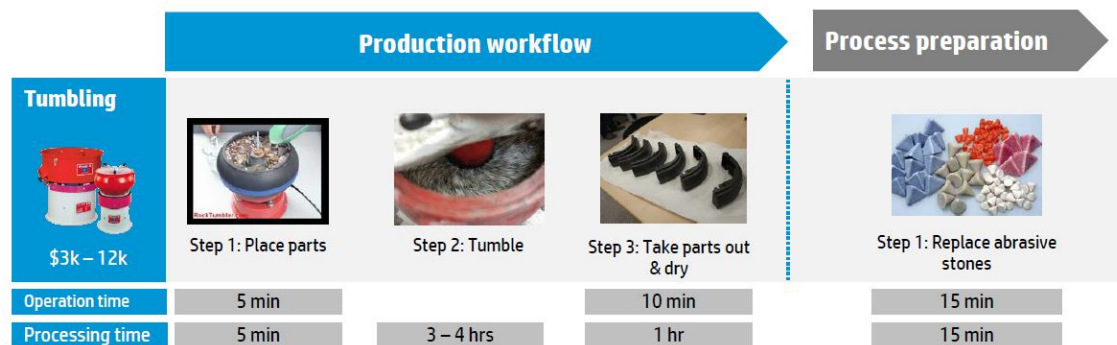 Production workflow
Process preparation
Tumbling
$3k – 12k
RockTumbler.com
Step 1: Place parts
Step 2: Tumble
Step 3: Take parts out
& dry
Step 1: Replace abrasive
stones
Operation time
5 min
10 min
15 min
Processing time
5 min
3 – 4 hrs
1 hr
15 min